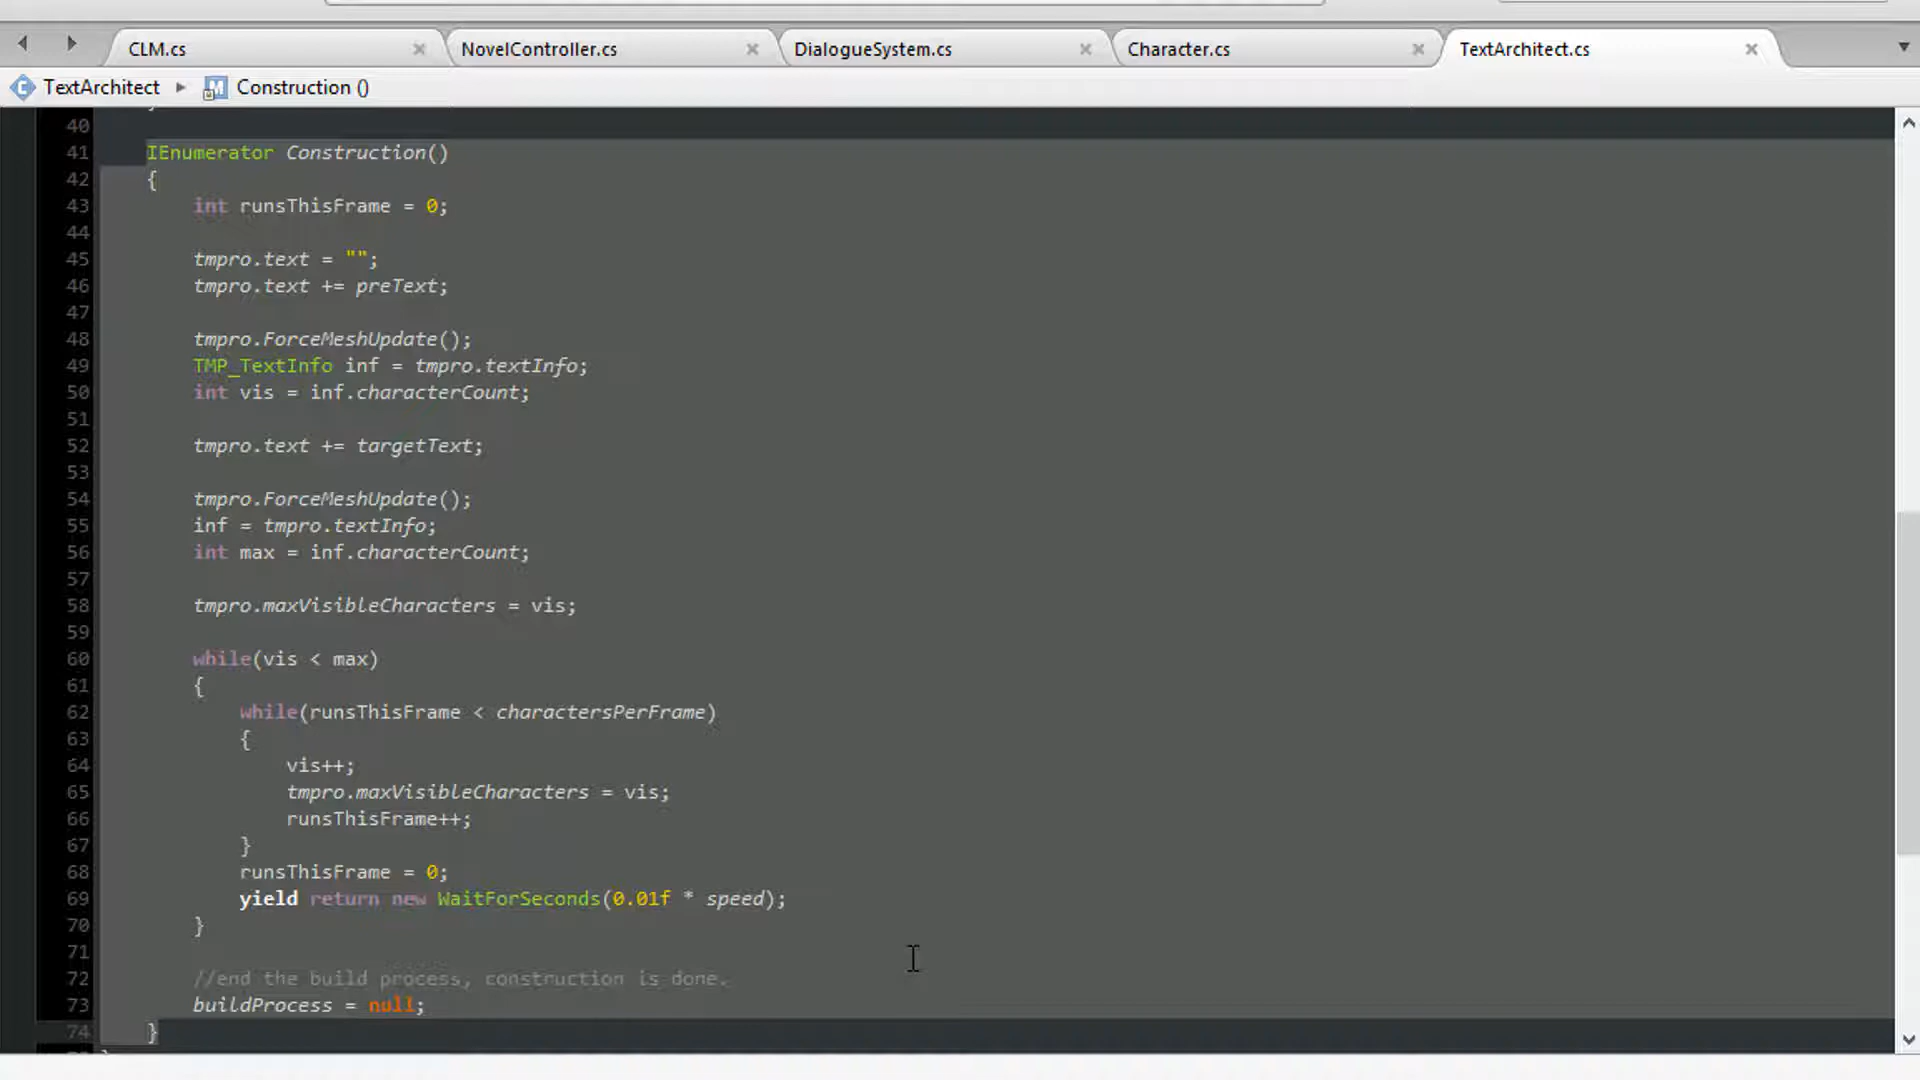 CLM.cs NovelController.cs DialogueSystem.cs Character.cs TextArchitect.cs
TextArchitect Construction ()
40
41 IEnumerator Construction()
42 {
43 int runsThisFrame = 0;
44
45 tmpro.text = "";
46 tmpro.text += preText;
47
48 tmpro.ForceMeshUpdate();
49 TMP_TextInfo inf = tmpro.textInfo;
50 int vis = inf.characterCount;
51
52 tmpro.text += targetText;
53
54 tmpro.ForceMeshUpdate();
55 inf = tmpro.textInfo;
56 int max = inf.characterCount;
57
58 tmpro.maxVisibleCharacters = vis;
59
60 while(vis < max)
61 {
62 while(runsThisFrame < charactersPerFrame)
63 {
64 vis++;
65 tmpro.maxVisibleCharacters = vis;
66 runsThisFrame++;
67 }
68 runsThisFrame = 0;
69 yield return new WaitForSeconds(0.01f * speed);
70 }
71
72 //end the build process, construction is done.
73 buildProcess = null;
74 }